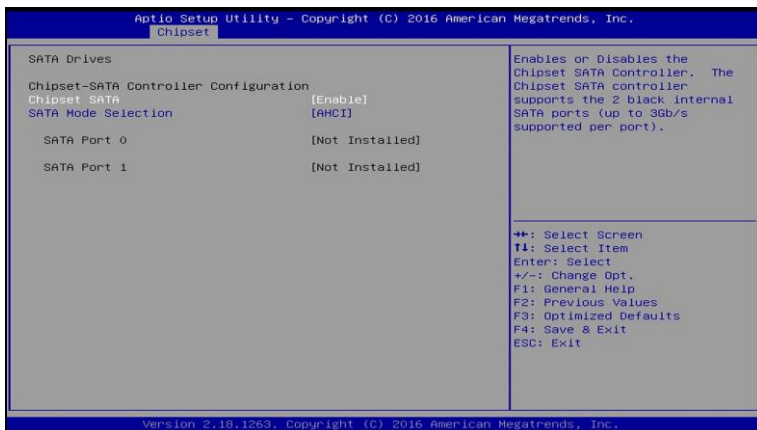 Aptio Setup Utility – Copyright (C) 2016 American Megatrends, Inc.
Chipset
SATA Drives
Chipset-SATA Controller Configuration
Chipset SATA [Enable]
SATA Mode Selection [AHCI]
SATA Port 0 [Not Installed]
SATA Port 1 [Not Installed]
Enables or Disables the
Chipset SATA Controller. The
Chipset SATA controller
supports the 2 black internal
SATA ports (up to 3Gb/s
supported per port).
→←: Select Screen
↑↓: Select Item
Enter: Select
+/-: Change Opt.
F1: General Help
F2: Previous Values
F3: Optimized Defaults
F4: Save & Exit
ESC: Exit
Version 2.18.1263. Copyright (C) 2016 American Megatrends, Inc.